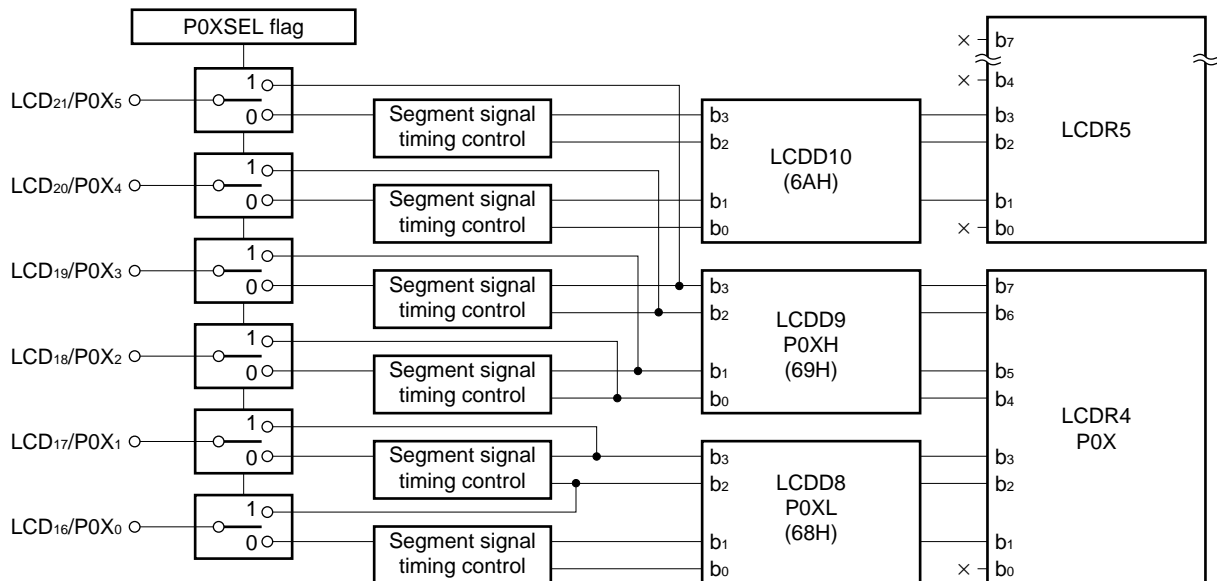 P0XSEL flag
LCD21/P0X5
1
0
Segment signal
timing control
LCD20/P0X4
1
0
Segment signal
timing control
LCD19/P0X3
1
0
Segment signal
timing control
LCD18/P0X2
1
0
Segment signal
timing control
LCD17/P0X1
1
0
Segment signal
timing control
LCD16/P0X0
1
0
Segment signal
timing control
b3
b2
b1
b0
LCDD10
(6AH)
b3
b2
b1
b0
LCDD9
P0XH
(69H)
b3
b2
b1
b0
LCDD8
P0XL
(68H)
× b7
× b4
b3
b2
b1
× b0
LCDR5
b7
b6
b5
b4
b3
b2
b1
× b0
LCDR4
P0X